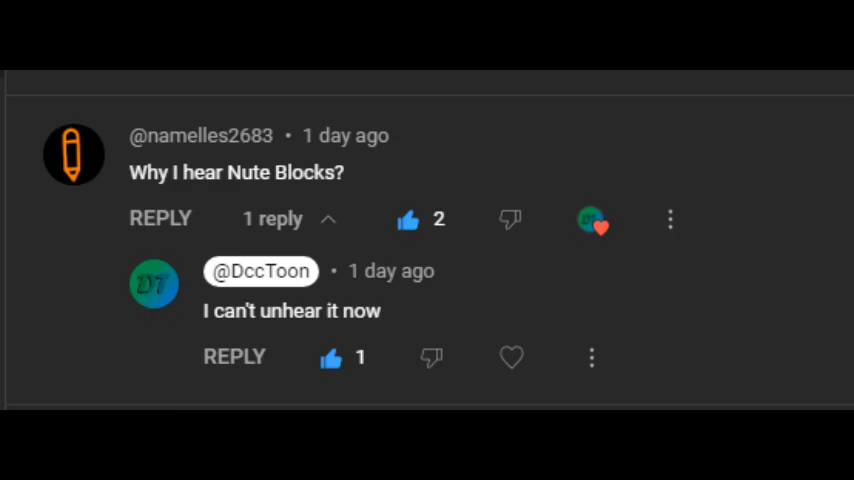 @namelles2683 • 1 day ago
Why I hear Nute Blocks?
REPLY 1 reply 2
DT
@DccToon • 1 day ago
I can't unhear it now
REPLY 1